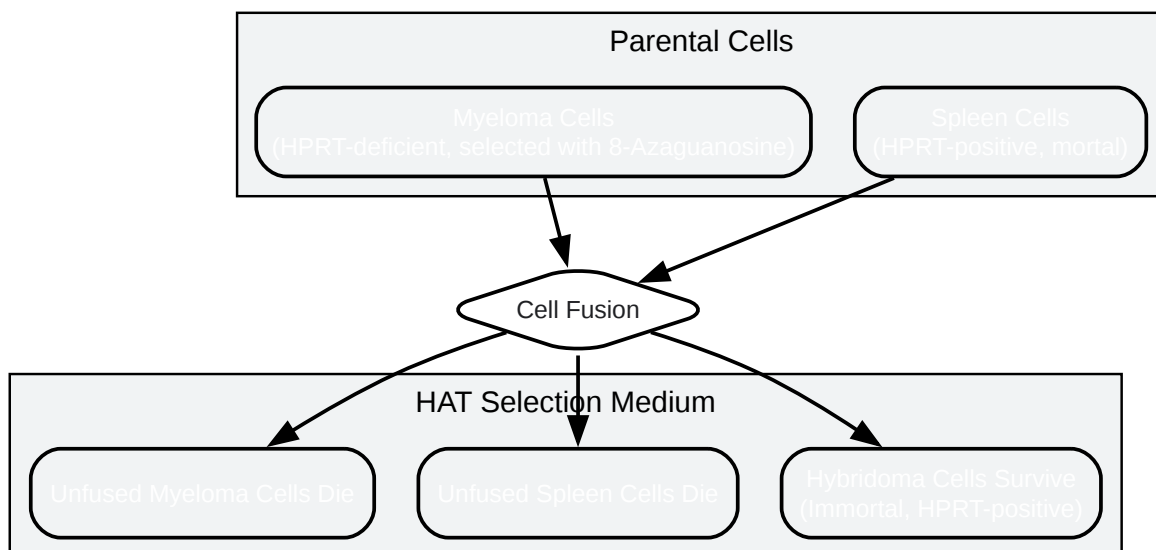 Parental Cells
Myeloma Cells
(HPRT-deficient, selected with 8-Azaguanosine)
Spleen Cells
(HPRT-positive, mortal)
Cell Fusion
HAT Selection Medium
Unfused Myeloma Cells Die
Unfused Spleen Cells Die
Hybridoma Cells Survive
(Immortal, HPRT-positive)